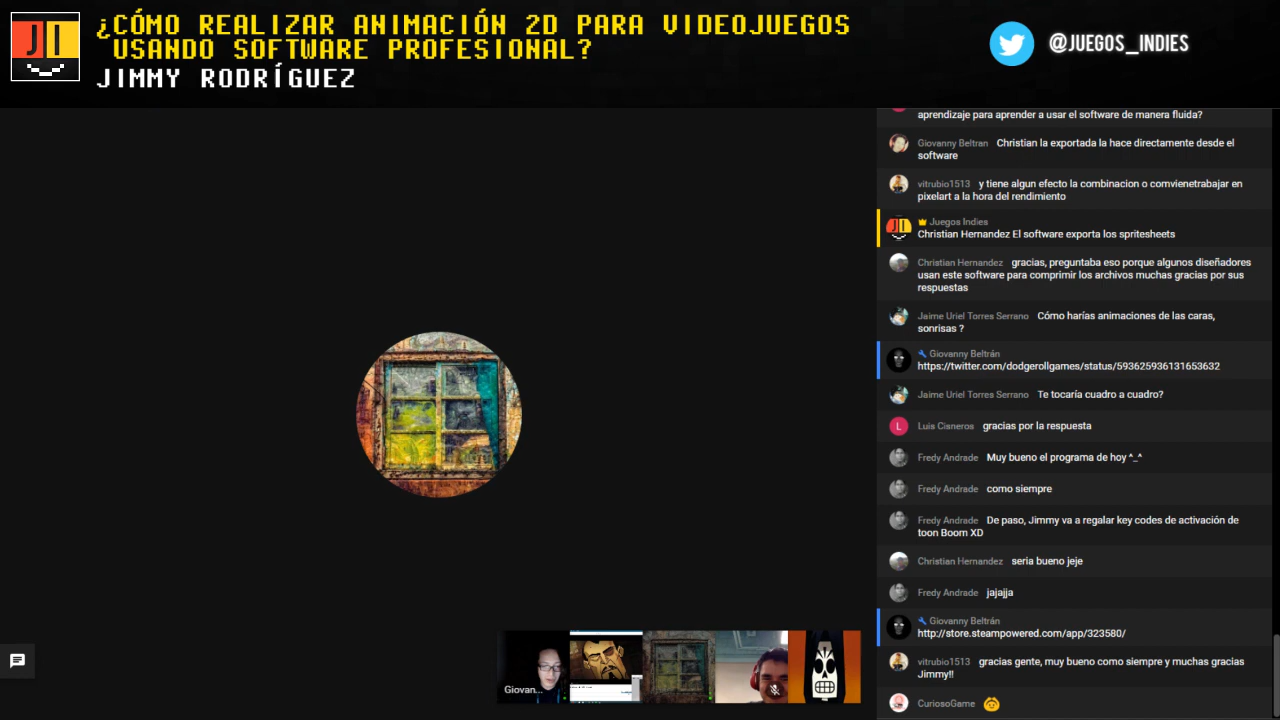 ¿CÓMO REALIZAR ANIMACIÓN 2D PARA VIDEOJUEGOS
USANDO SOFTWARE PROFESIONAL?
JIMMY RODRÍGUEZ
JI
@JUEGOS_INDIES
aprendizaje para aprender a usar el software de manera fluida?
Giovanny Beltran Christian la exportada la hace directamente desde el
software
vitrubio1513 y tiene algun efecto la combinacion o comvienetrabajar en
pixelart a la hora del rendimiento
Juegos Indies
Christian Hernandez El software exporta los spritesheets
Christian Hernandez gracias, preguntaba eso porque algunos diseñadores
usan este software para comprimir los archivos muchas gracias por sus
respuestas
Jaime Uriel Torres Serrano Cómo harías animaciones de las caras,
sonrisas ?
Giovanny Beltrán
https://twitter.com/dodgerollgames/status/593625936131653632
Jaime Uriel Torres Serrano Te tocaría cuadro a cuadro?
L Luis Cisneros gracias por la respuesta
Fredy Andrade Muy bueno el programa de hoy ^_^
Fredy Andrade como siempre
Fredy Andrade De paso, Jimmy va a regalar key codes de activación de
toon Boom XD
Christian Hernandez seria bueno jeje
Fredy Andrade jajajja
Giovanny Beltrán
http://store.steampowered.com/app/323580/
vitrubio1513 gracias gente, muy bueno como siempre y muchas gracias
Jimmy!!
CuriosoGame
Giovan...